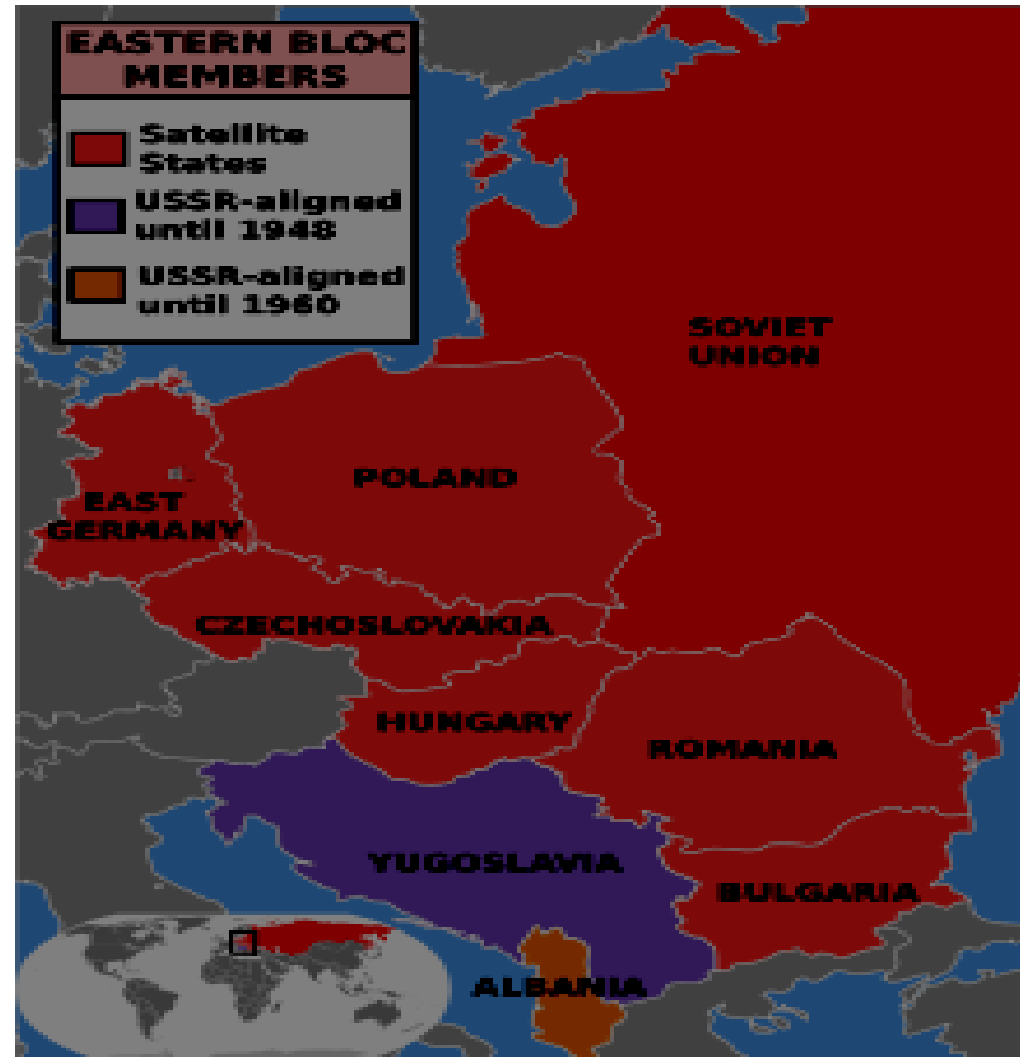 EASTERN BLOC
MEMBERS
Satellite
States
USSR-aligned
until 1948
USSR-aligned
until 1960
SOVIET
UNION
POLAND
EAST
GERMANY
CZECHOSLOVAKIA
HUNGARY
ROMANIA
YUGOSLAVIA
BULGARIA
ALBANIA